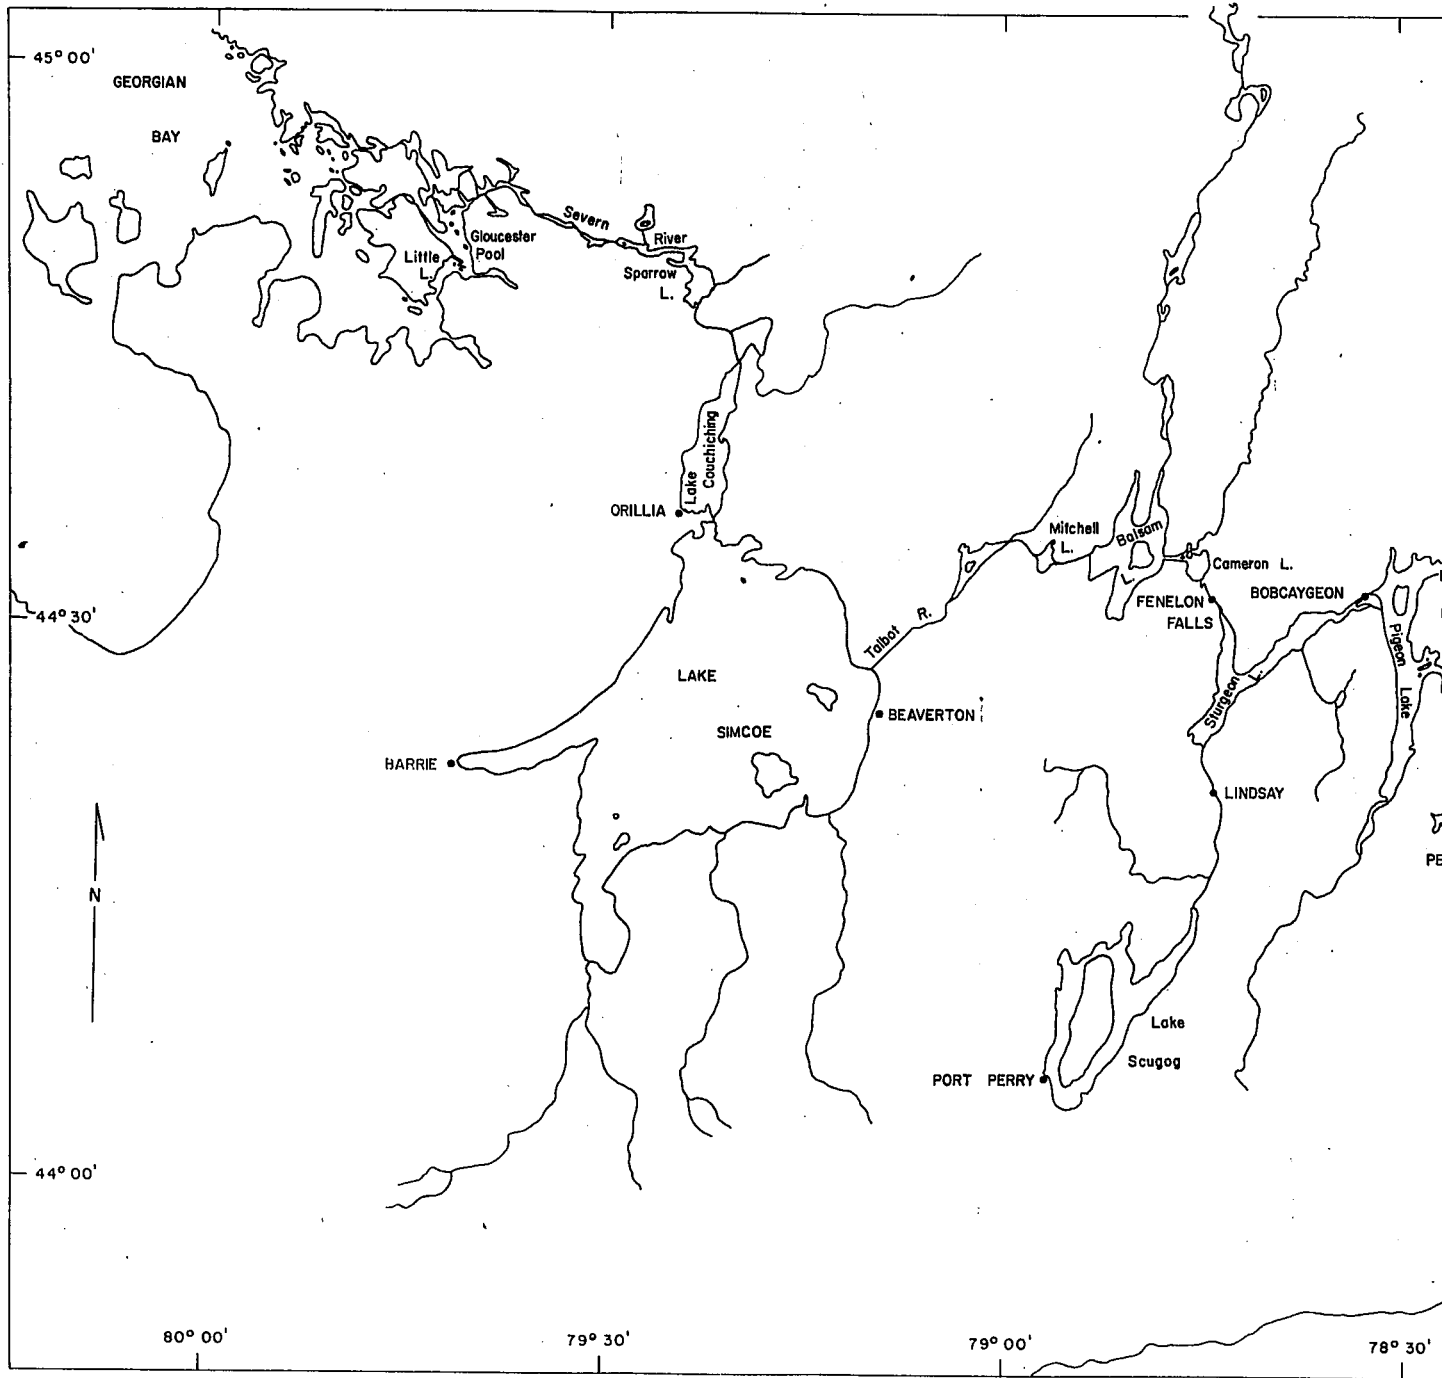 45° 00'
GEORGIAN
BAY
Severn
River
Gloucester
Pool
Little
L.
Sparrow
L.
Lake
Couchiching
ORILLIA
Mitchell
L.
Balsam
L.
Cameron L.
FENELON
FALLS
BOBCAYGEON
44° 30'
Talbot R.
Pigeon
Lake
LAKE
SIMCOE
Sturgeon L.
BEAVERTON
BARRIE
LINDSAY
PE
N
Lake
Scugog
PORT PERRY
44° 00'
80° 00'
79° 30'
79° 00'
78° 30'